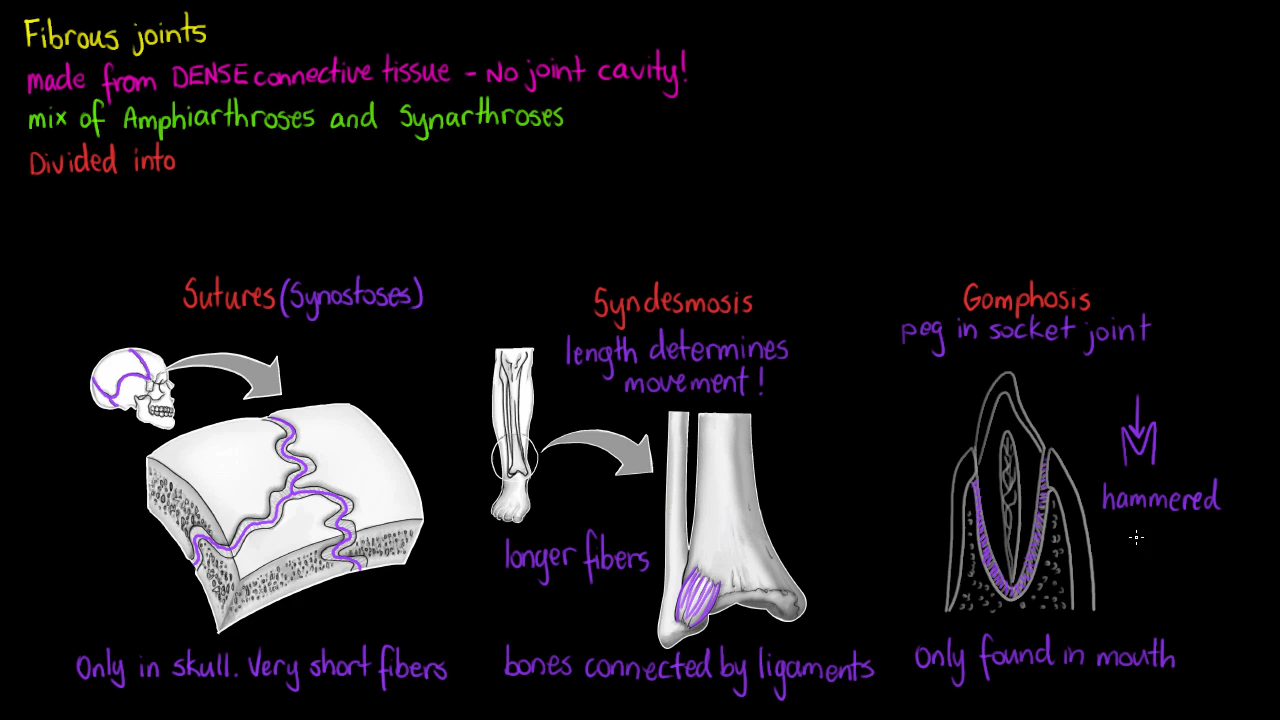 Fibrous joints
made from DENSE connective tissue - No joint cavity!
mix of Amphiarthroses and Synarthroses
Divided into
Sutures (Synostoses)
Only in skull. Very short fibers
Syndesmosis
length determines
movement!
longer fibers
bones connected by ligaments
Gomphosis
peg in socket joint
hammered
Only found in mouth